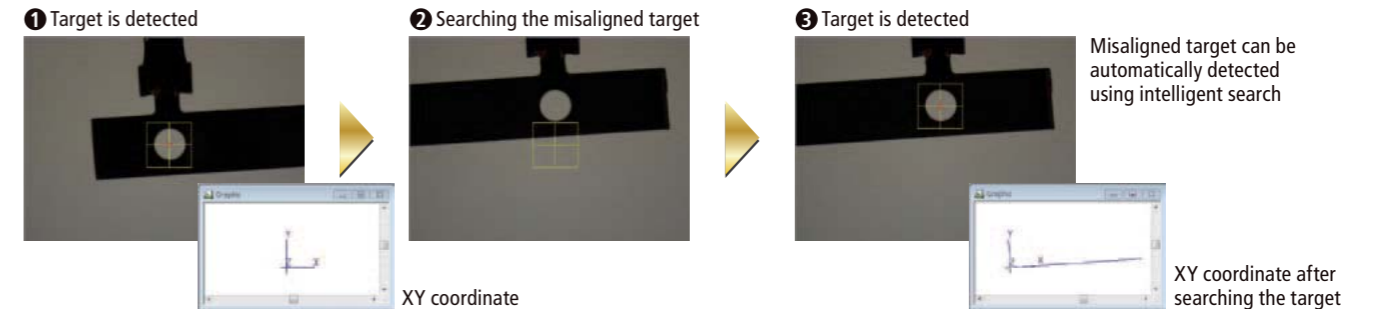 ❶ Target is detected
❷ Searching the misaligned target
❸ Target is detected
Misaligned target can be
automatically detected
using intelligent search
Graphic
Y
Z
X
XY coordinate
Graphic
Y
Z
X
XY coordinate after
searching the target